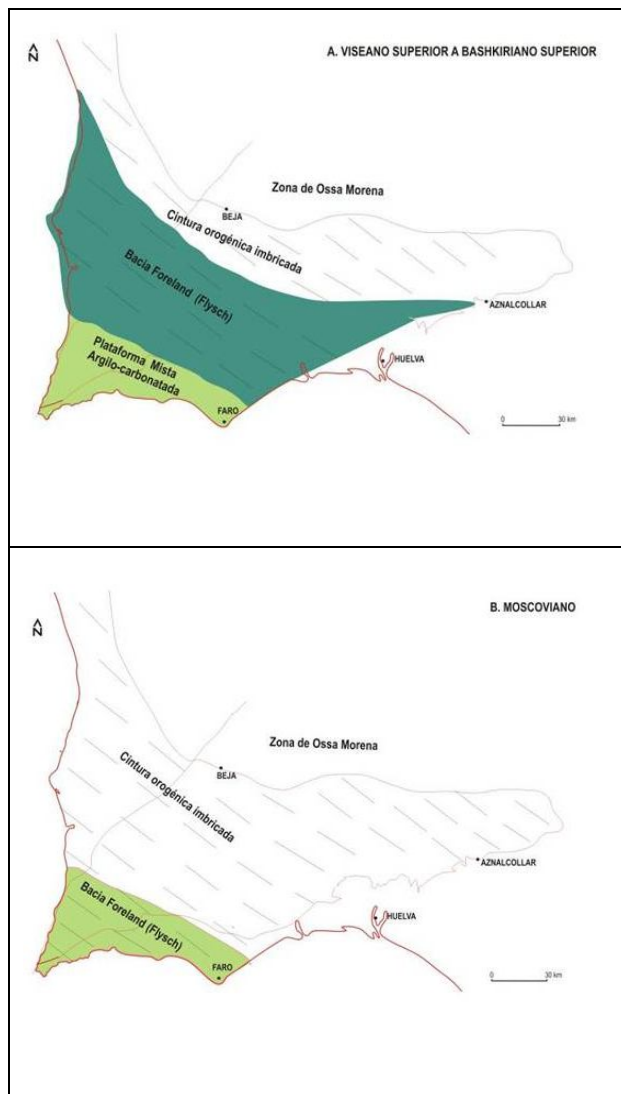 A. VISEANO SUPERIOR A BASHKIRIANO SUPERIOR
N
Zona de Ossa Morena
BEJA
Cintura orogénica imbricada
Bacia Foreland (Flysch)
AZNALCOLLAR
Plataforma Mista
Argilo-carbonatada
HUELVA
FARO
0 30 km
B. MOSCOVIANO
N
Zona de Ossa Morena
BEJA
Cintura orogénica imbricada
AZNALCOLLAR
Bacia Foreland (Flysch)
HUELVA
FARO
0 30 km